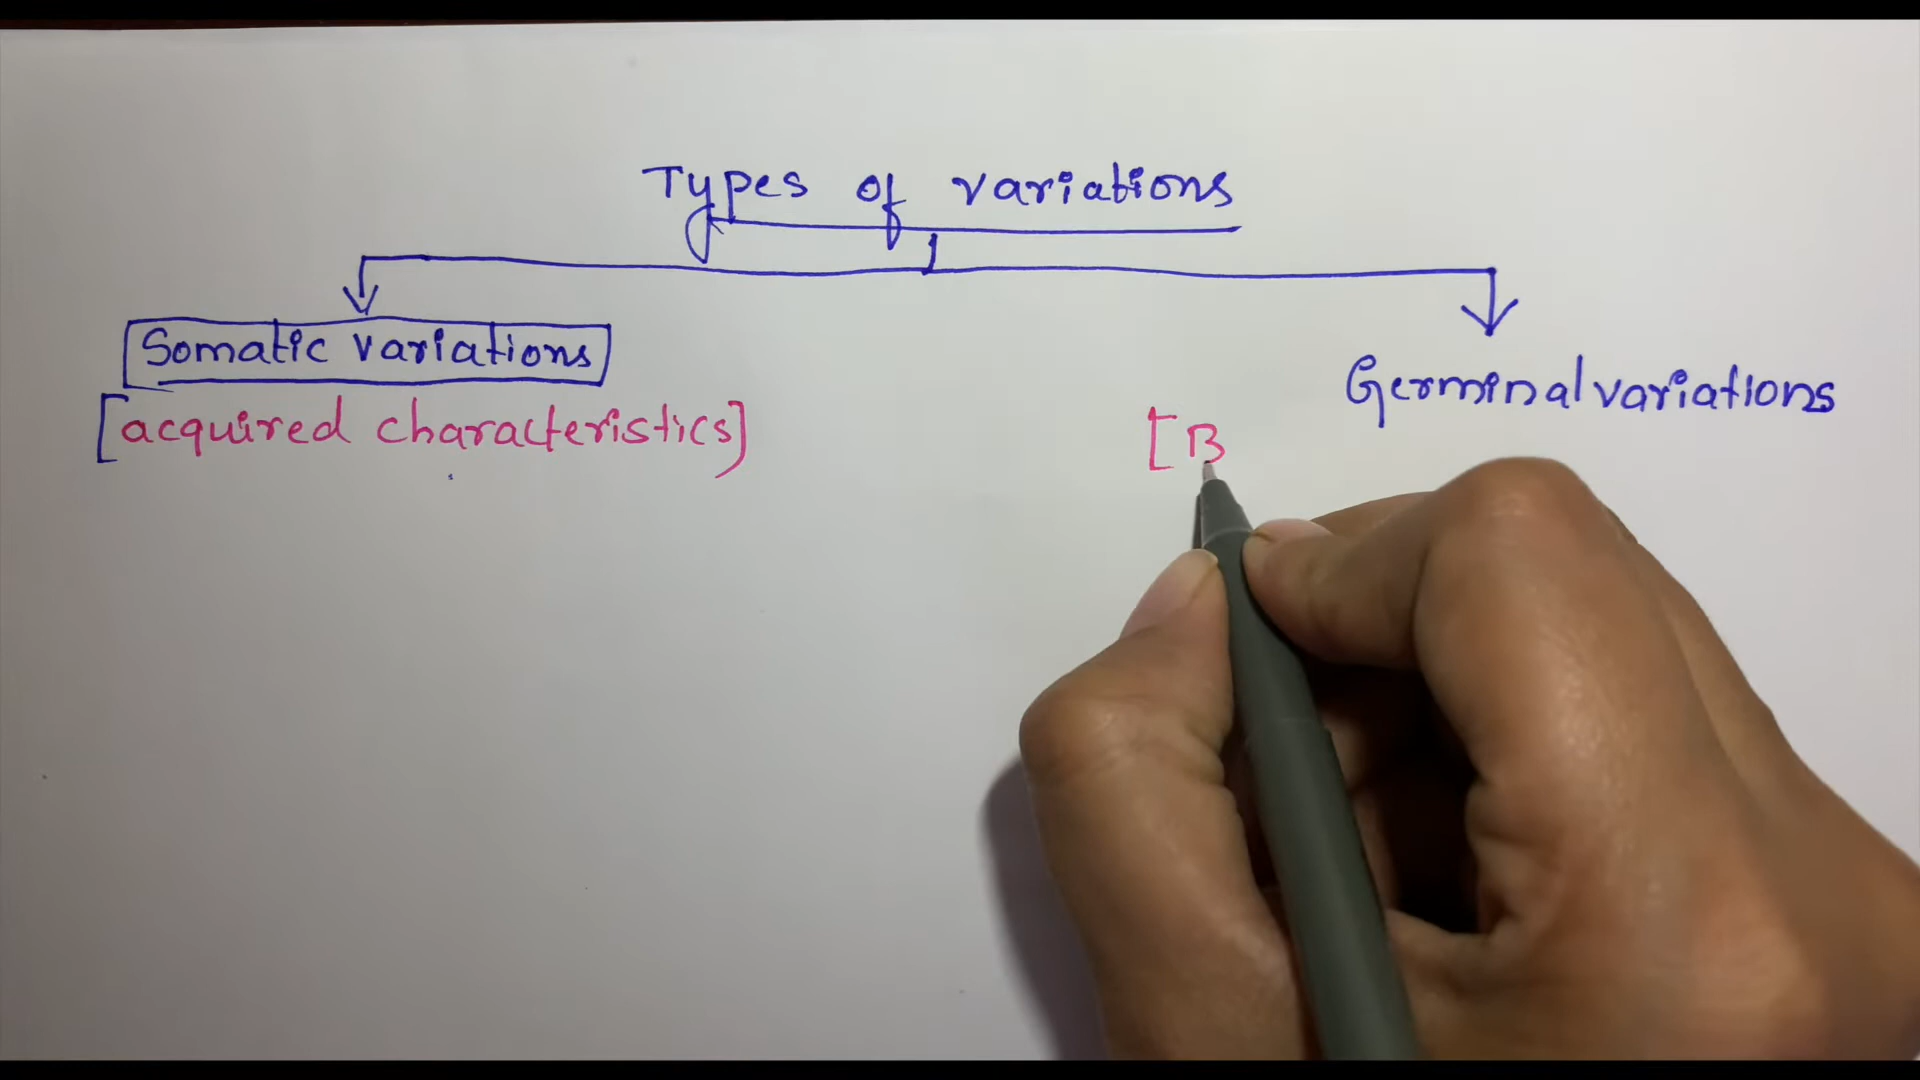 Types of variations
Somatic variations
Germinal variations
[acquired characteristics]
[B